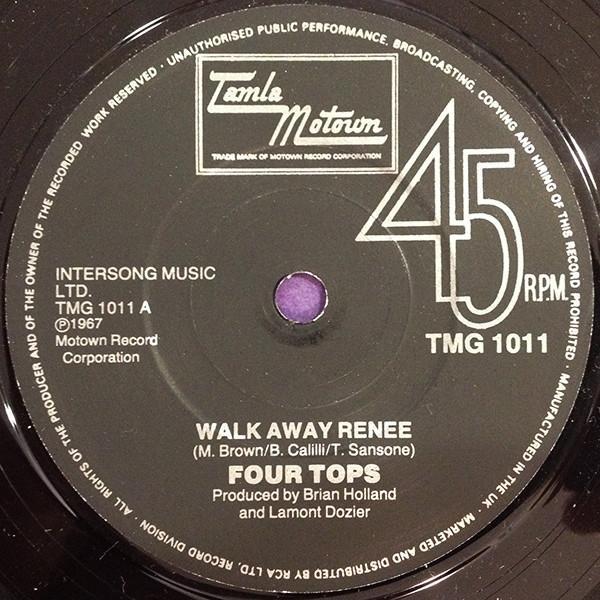 · UNAUTHORISED PUBLIC PERFORMANCE, BROADCASTING, COPYING AND HIRING OF THIS RECORD PROHIBITED · MANUFACTURED IN THE UK · MARKETED AND DISTRIBUTED BY RCA LTD, RECORD DIVISION · ALL RIGHTS OF THE PRODUCER AND OF THE OWNER OF THE RECORDED WORK RESERVED
Tamla
Motown
TRADE MARK OF MOTOWN RECORD CORPORATION
45
R.P.M.
TMG 1011
INTERSONG MUSIC
LTD.
TMG 1011 A
℗1967
Motown Record
Corporation
WALK AWAY RENEE
(M. Brown/B. Calilli/T. Sansone)
FOUR TOPS
Produced by Brian Holland
and Lamont Dozier